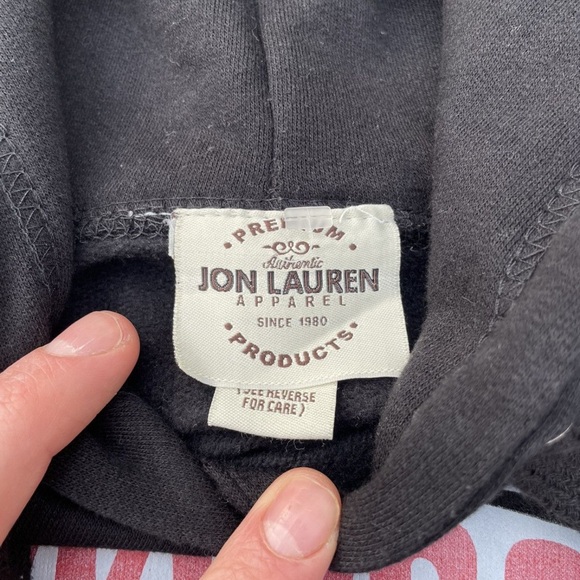 • PREMIUM •
Authentic
JON LAUREN
APPAREL
SINCE 1980
• PRODUCTS •
(SEE REVERSE
FOR CARE)